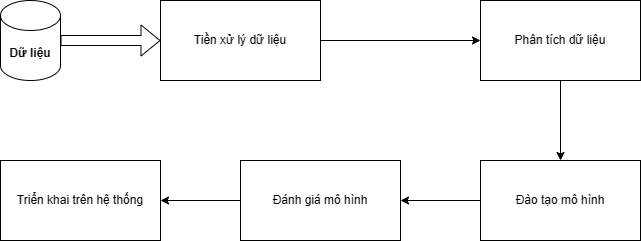 Dữ liệu
Tiền xử lý dữ liệu
Phân tích dữ liệu
Đào tạo mô hình
Đánh giá mô hình
Triển khai trên hệ thống